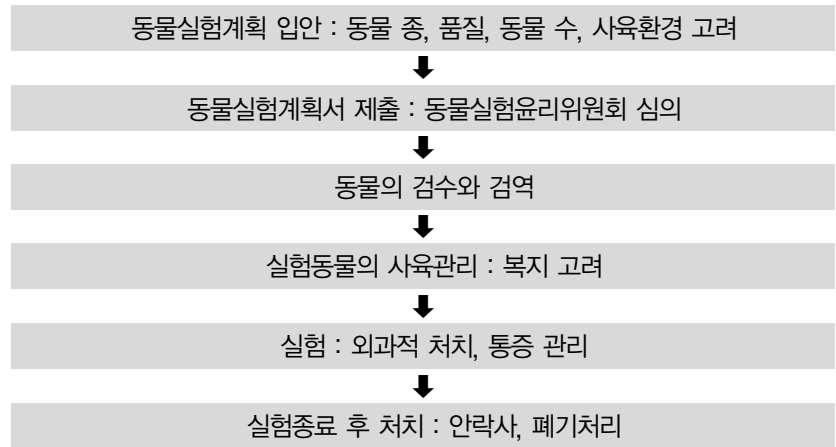 동물실험계획 입안 : 동물 종, 품질, 동물 수, 사육환경 고려
동물실험계획서 제출 : 동물실험윤리위원회 심의
동물의 검수와 검역
실험동물의 사육관리 : 복지 고려
실험 : 외과적 처치, 통증 관리
실험종료 후 처치 : 안락사, 폐기처리